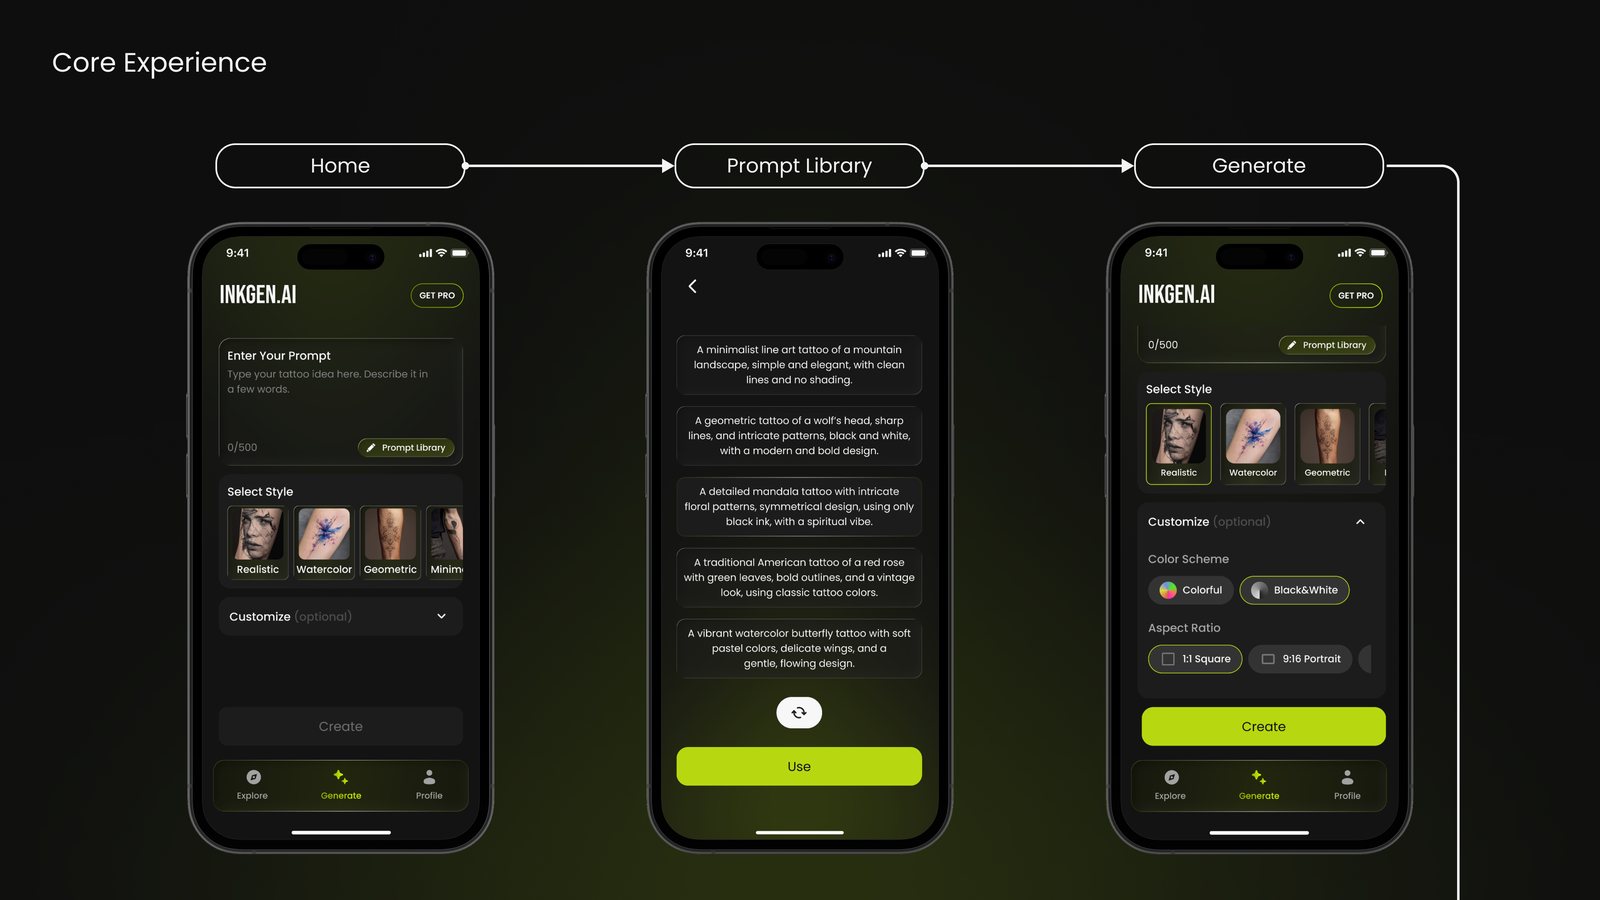 Core Experience
Home
Prompt Library
Generate
9:41
INKGEN.AI
GET PRO
Enter Your Prompt
Type your tattoo idea here. Describe it in
a few words.
0/500
Prompt Library
Select Style
Realistic
Watercolor
Geometric
Minim
Customize (optional)
Create
Explore
Generate
Profile
9:41
A minimalist line art tattoo of a mountain
landscape, simple and elegant, with clean
lines and no shading.
A geometric tattoo of a wolf's head, sharp
lines, and intricate patterns, black and white,
with a modern and bold design.
A detailed mandala tattoo with intricate
floral patterns, symmetrical design, using only
black ink, with a spiritual vibe.
A traditional American tattoo of a red rose
with green leaves, bold outlines, and a vintage
look, using classic tattoo colors.
A vibrant watercolor butterfly tattoo with soft
pastel colors, delicate wings, and a
gentle, flowing design.
Use
9:41
INKGEN.AI
GET PRO
0/500
Prompt Library
Select Style
Realistic
Watercolor
Geometric
Customize (optional)
Color Scheme
Colorful
Black&White
Aspect Ratio
1:1 Square
9:16 Portrait
Create
Explore
Generate
Profile